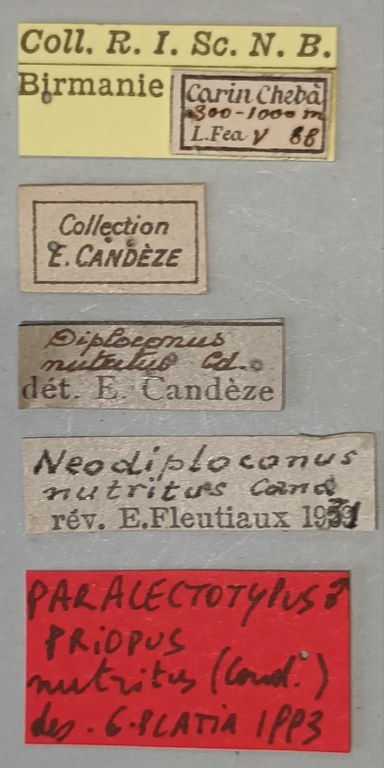 Coll. R. I. Sc. N. B.
Birmanie
Carin Chebà
900-1000 m
L. Fea V 88
Collection
E. CANDÈZE
Diploconus
nutritus Cd.
dét. E. Candèze
Neodiploconus
nutritus Cand
rév. E. Fleutiaux 1931
PARALECTOTYPUS ♂
PRIOPUS
nutritus (Cand.)
des. G. PLATIA 1993